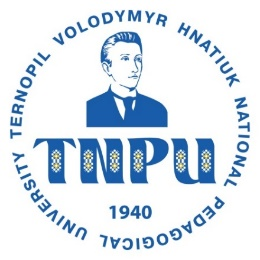 TERNOPIL VOLODYMYR HNATIUK NATIONAL PEDAGOGICAL UNIVERSITY
TNPU
1940